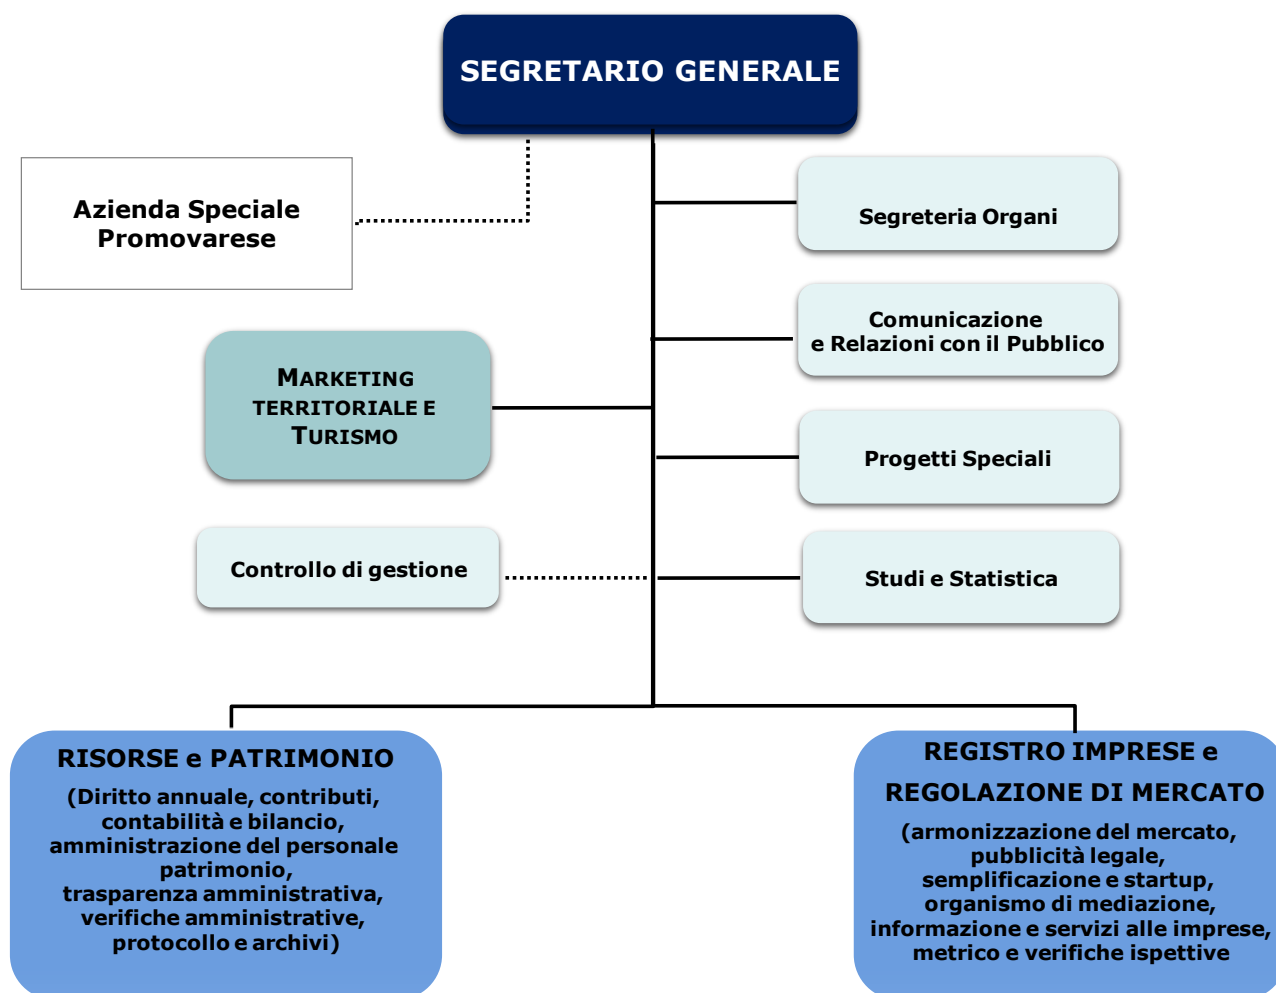 SEGRETARIO GENERALE
Azienda Speciale
Promovarese
Segreteria Organi
Comunicazione
e Relazioni con il Pubblico
MARKETING
TERRITORIALE E
TURISMO
Progetti Speciali
Controllo di gestione
Studi e Statistica
RISORSE e PATRIMONIO
(Diritto annuale, contributi,
contabilità e bilancio,
amministrazione del personale
patrimonio,
trasparenza amministrativa,
verifiche amministrative,
protocollo e archivi)
REGISTRO IMPRESE e
REGOLAZIONE DI MERCATO
(armonizzazione del mercato,
pubblicità legale,
semplificazione e startup,
organismo di mediazione,
informazione e servizi alle imprese,
metrico e verifiche ispettive